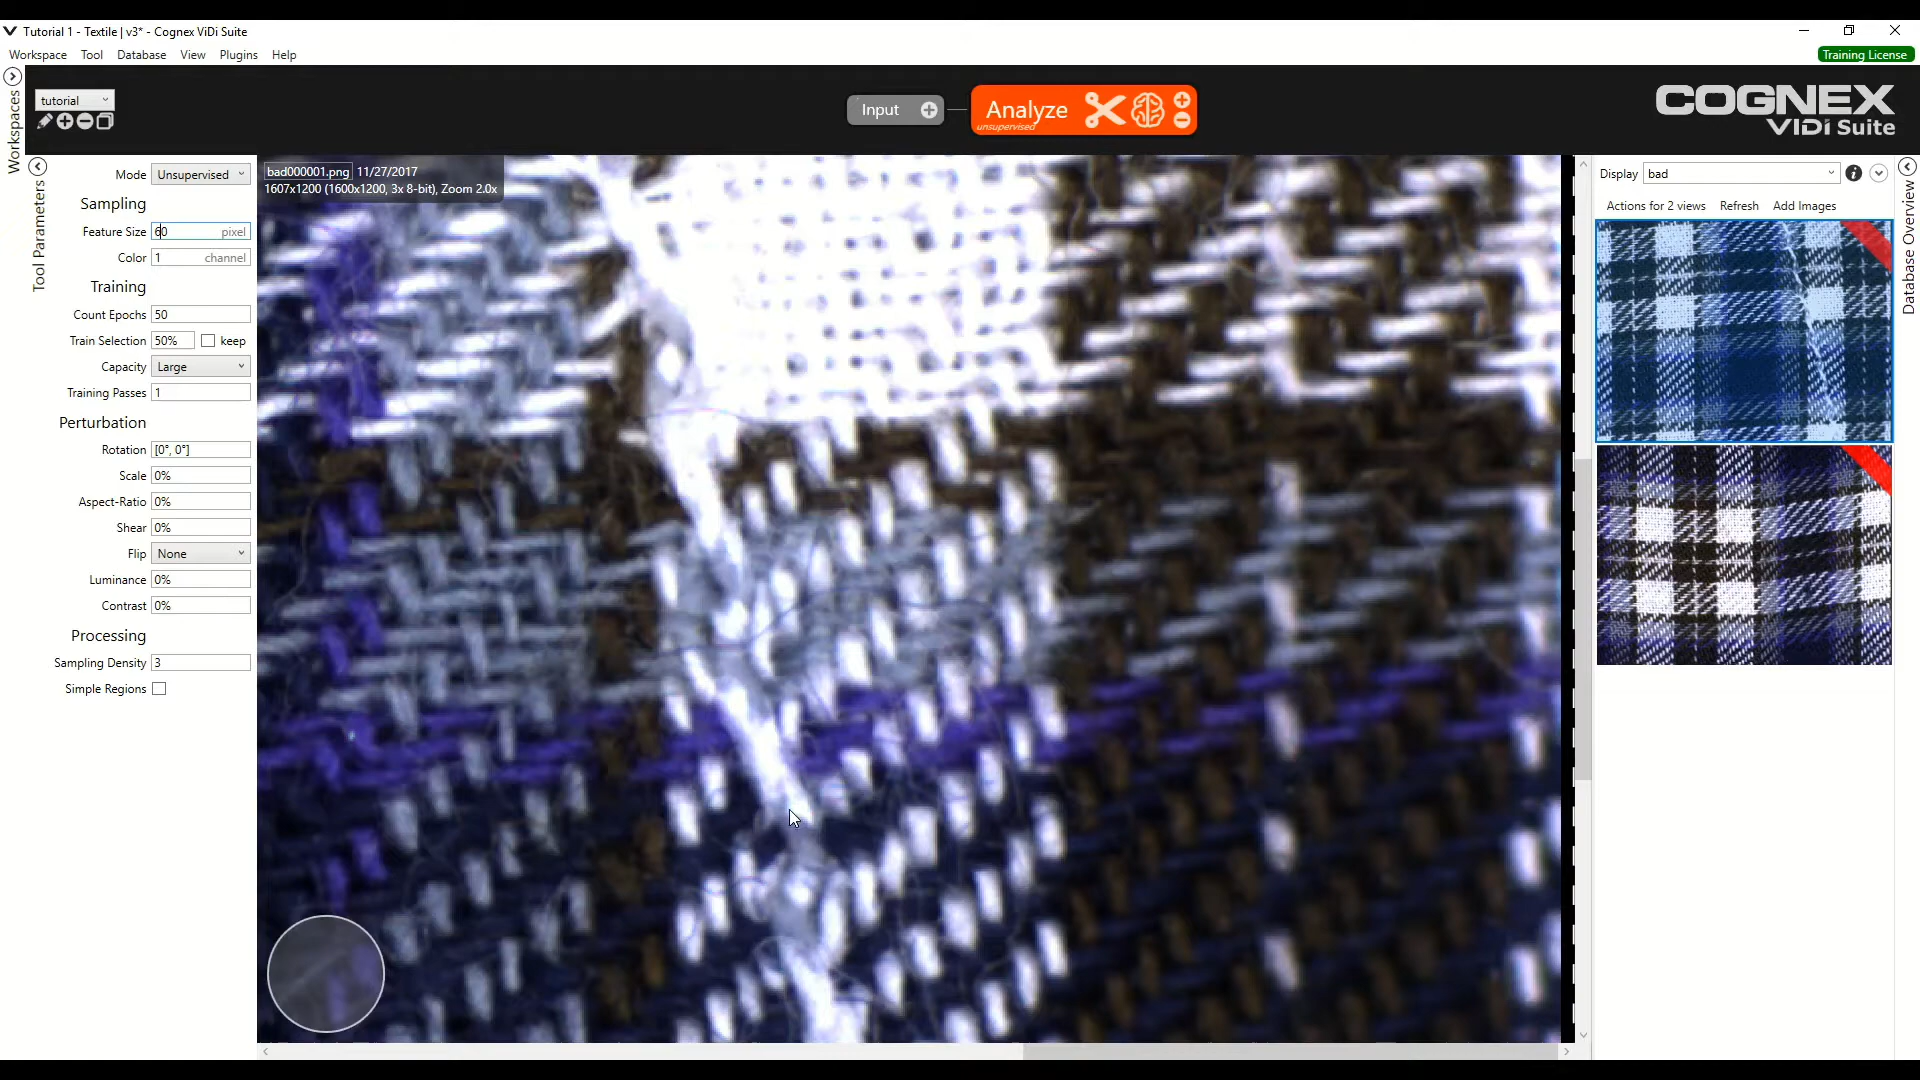 Tutorial 1 - Textile | v3* - Cognex ViDi Suite
Workspace Tool Database View Plugins Help
Training License
Workspaces
tutorial
Input
Analyze
unsupervised
COGNEX
ViDi Suite
Tool Parameters
Mode Unsupervised
Sampling
Feature Size 60 pixel
Color 1 channel
Training
Count Epochs 50
Train Selection 50% keep
Capacity Large
Training Passes 1
Perturbation
Rotation [0°, 0°]
Scale 0%
Aspect-Ratio 0%
Shear 0%
Flip None
Luminance 0%
Contrast 0%
Processing
Sampling Density 3
Simple Regions
bad000001.png 11/27/2017
1607x1200 (1600x1200, 3x 8-bit), Zoom 2.0x
Display bad
Actions for 2 views Refresh Add Images
Database Overview